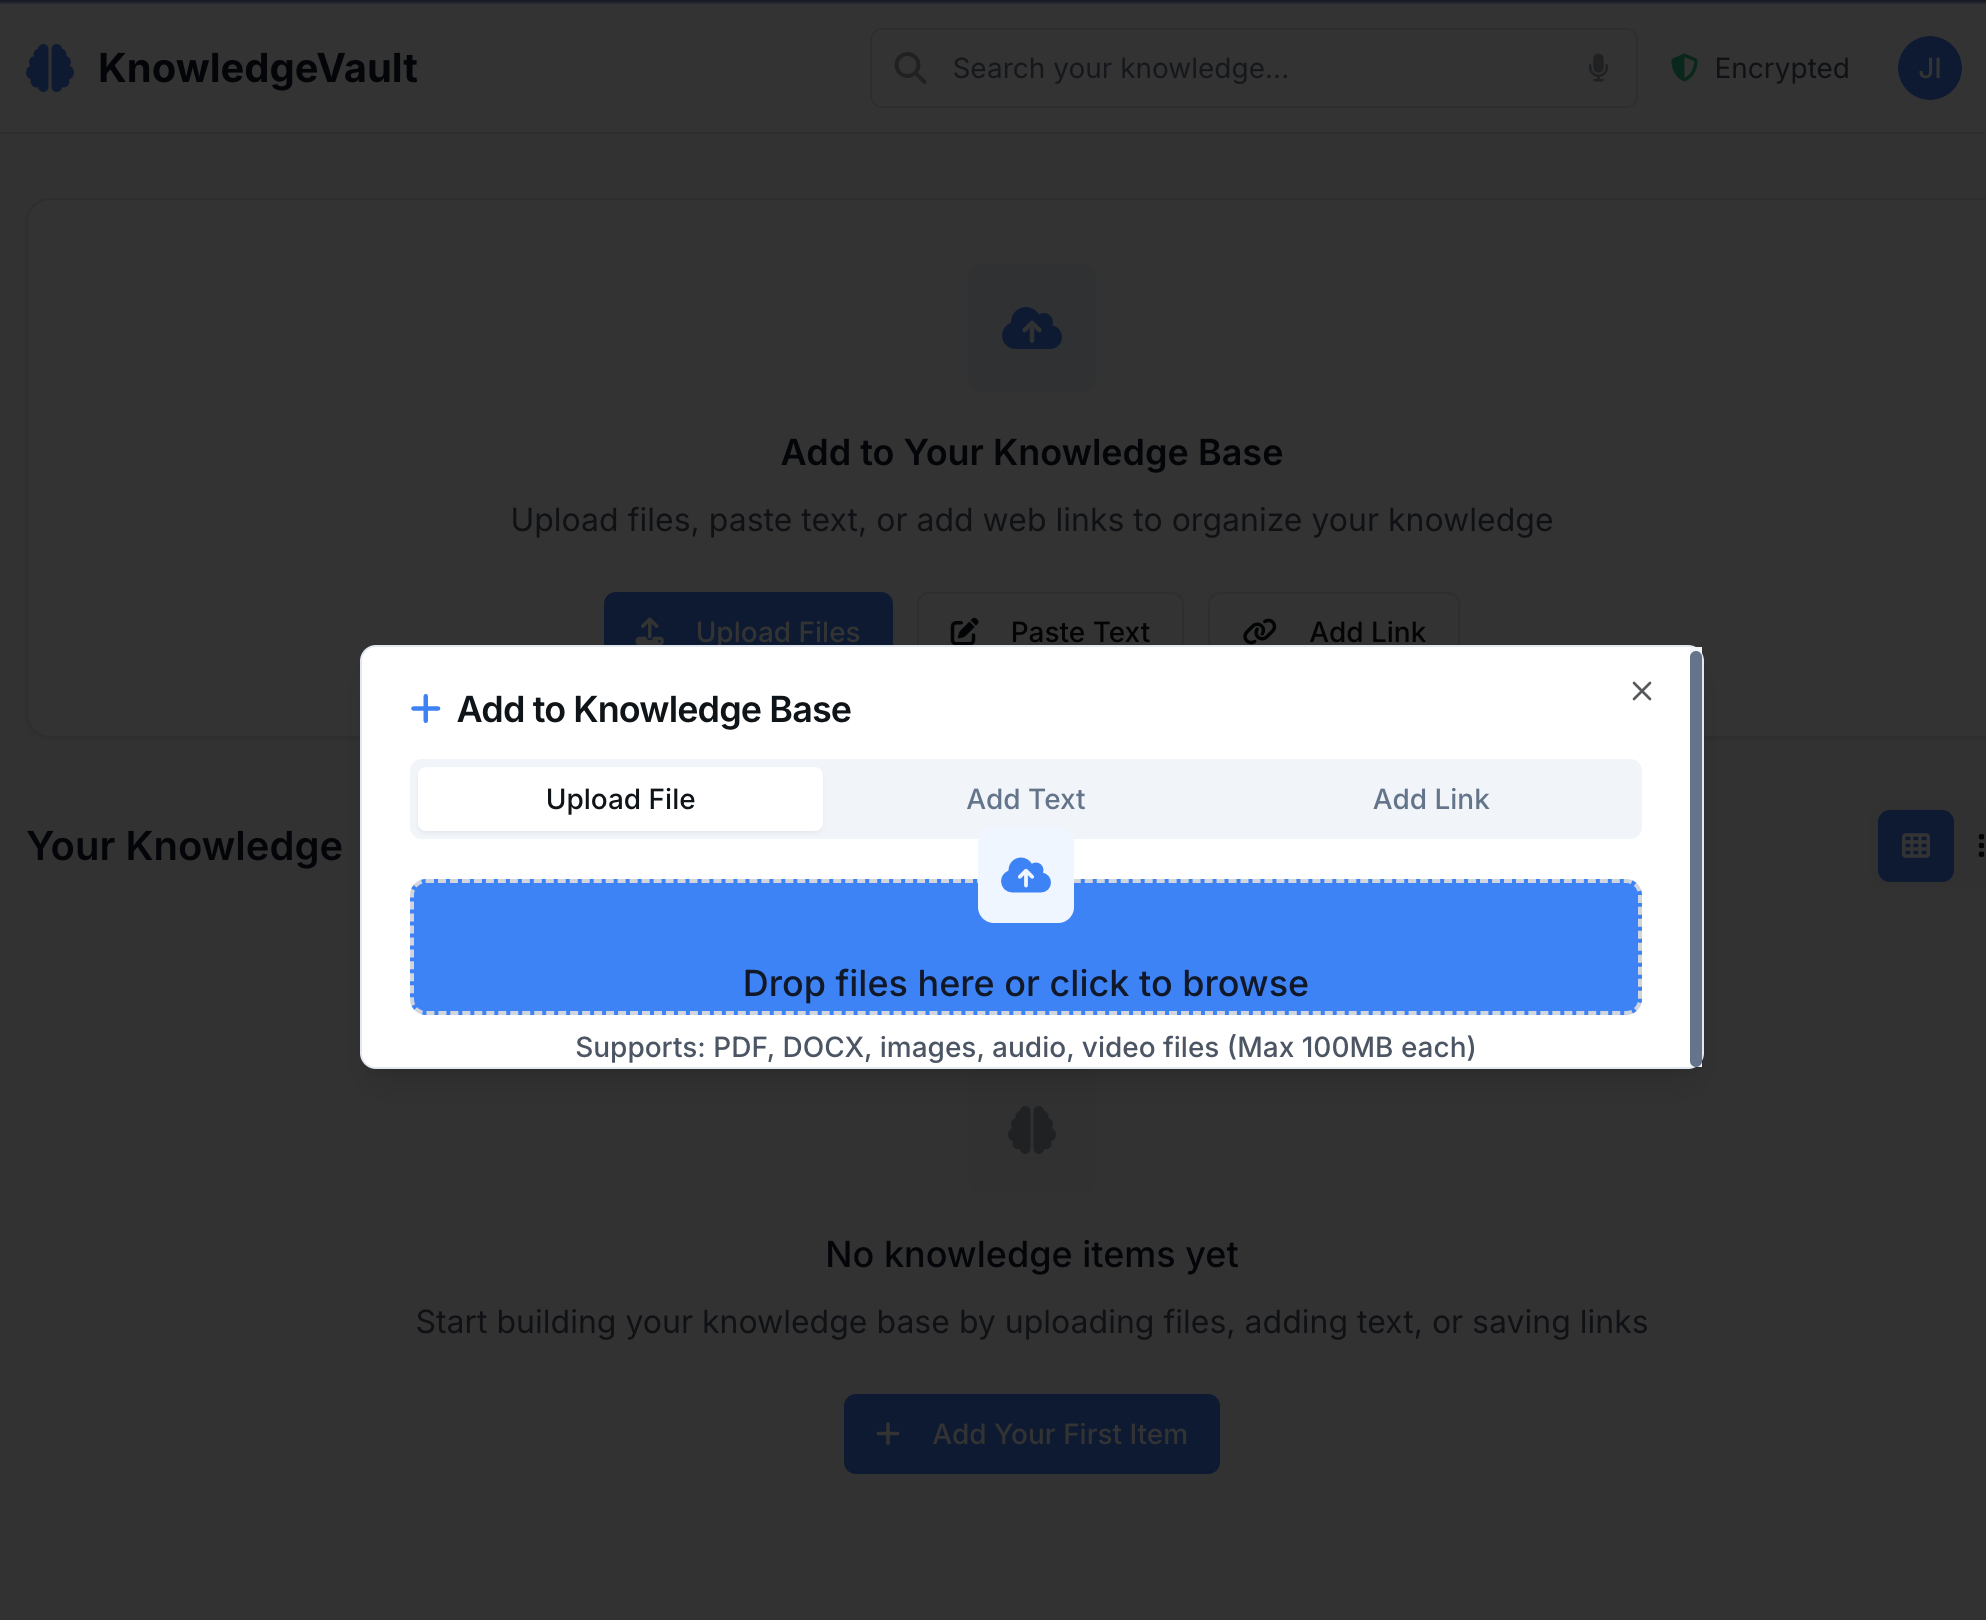 KnowledgeVault
Search your knowledge...
Encrypted
JI
Add to Your Knowledge Base
Upload files, paste text, or add web links to organize your knowledge
Upload Files
Paste Text
Add Link
Add to Knowledge Base
Upload File
Add Text
Add Link
Your Knowledge
Drop files here or click to browse
Supports: PDF, DOCX, images, audio, video files (Max 100MB each)
No knowledge items yet
Start building your knowledge base by uploading files, adding text, or saving links
Add Your First Item